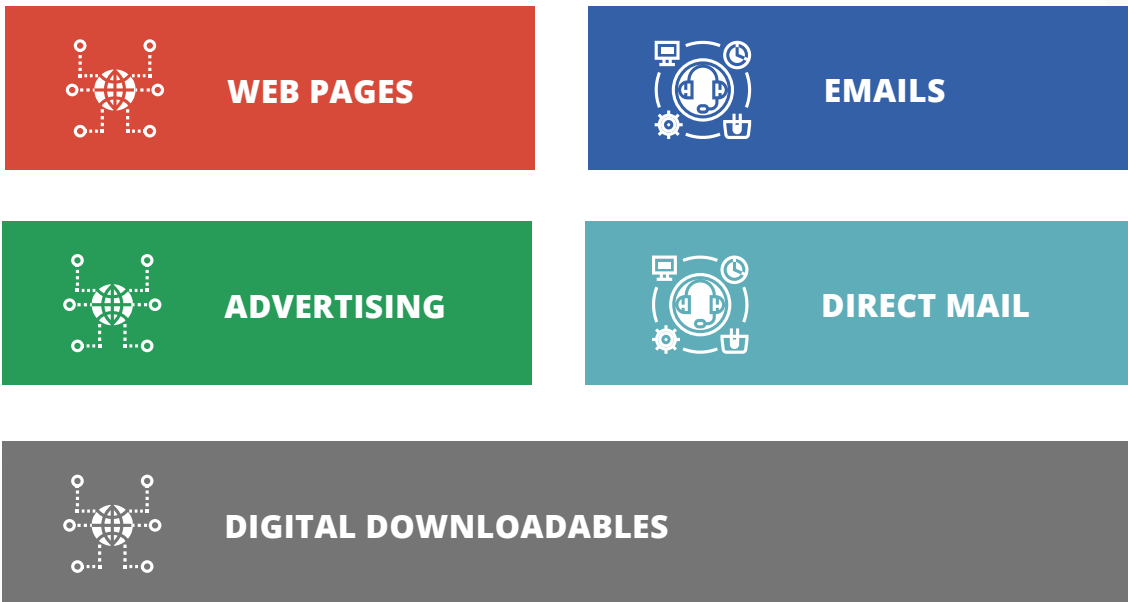 WEB PAGES
EMAILS
ADVERTISING
DIRECT MAIL
DIGITAL DOWNLOADABLES